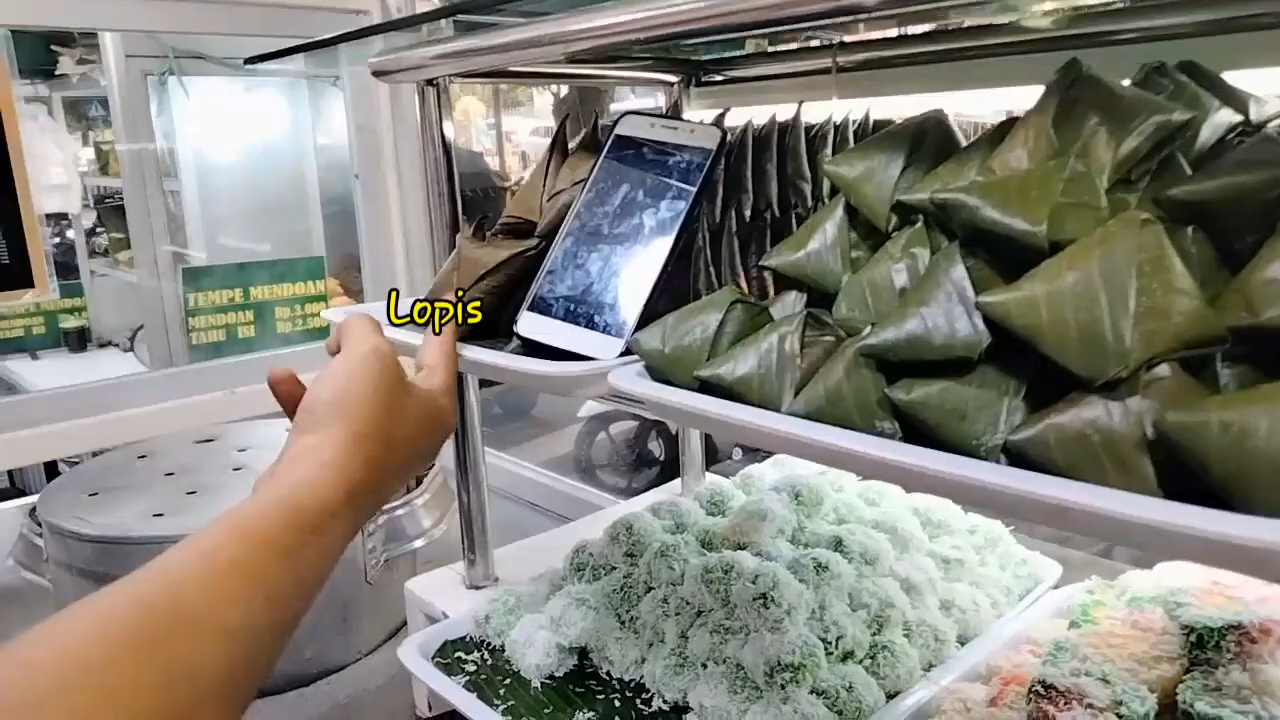 Lopis
TEMPE MENDOAN
MENDOAN Rp.3.000
TAHU ISI Rp.2.500